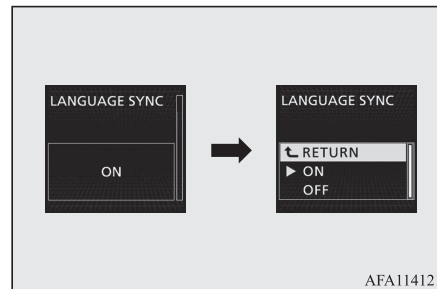 LANGUAGE SYNC
ON
LANGUAGE SYNC
RETURN
ON
OFF
AFA11412